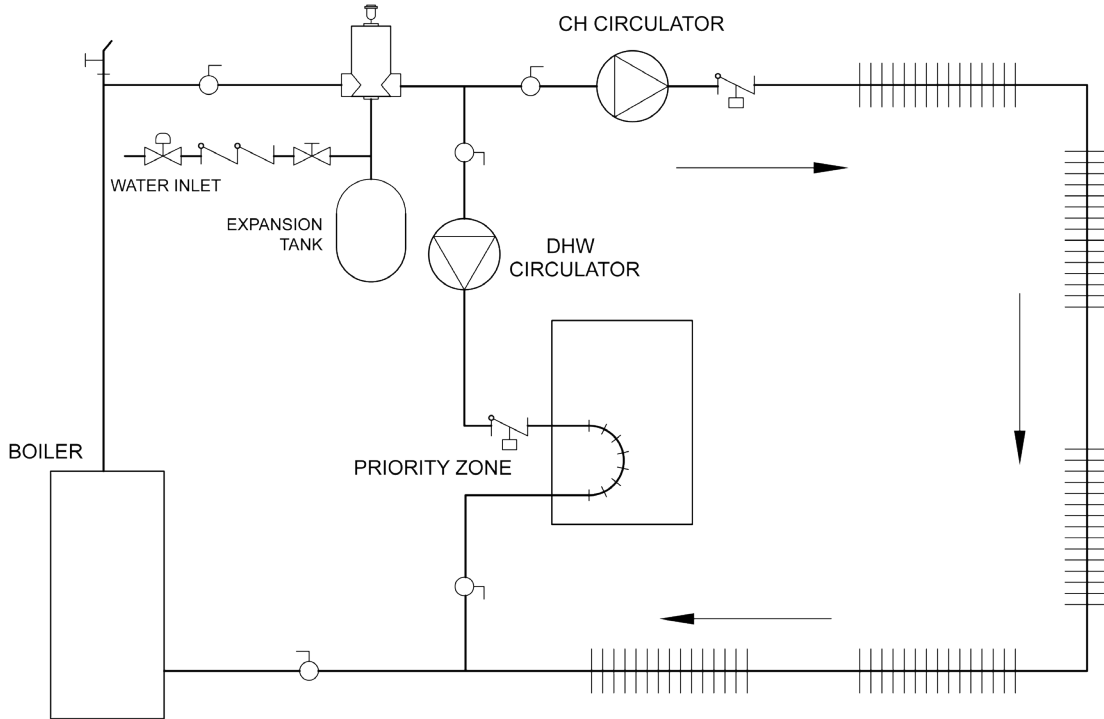 CH CIRCULATOR
WATER INLET
EXPANSION
TANK
DHW
CIRCULATOR
BOILER
PRIORITY ZONE